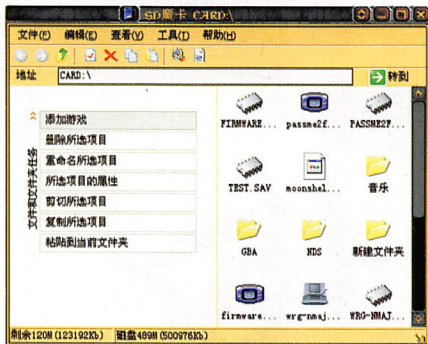 SD魔卡 CARD:\
文件(F) 编辑(E) 查看(V) 工具(T) 帮助(H)
地址 CARD:\ 转到
文件和文件夹任务
添加游戏
删除所选项目
重命名所选项目
所选项目的属性
剪切所选项目
复制所选项目
粘贴到当前文件夹
FIRMWARE... passme2f... PASSME2F...
TEST.SAV moonshel... 音乐
GBA NDS 新建文件夹
firmware... wrg-nmaj... WRG-NMAJ...
剩余120M (123192Kb) 磁盘489M (500976Kb)